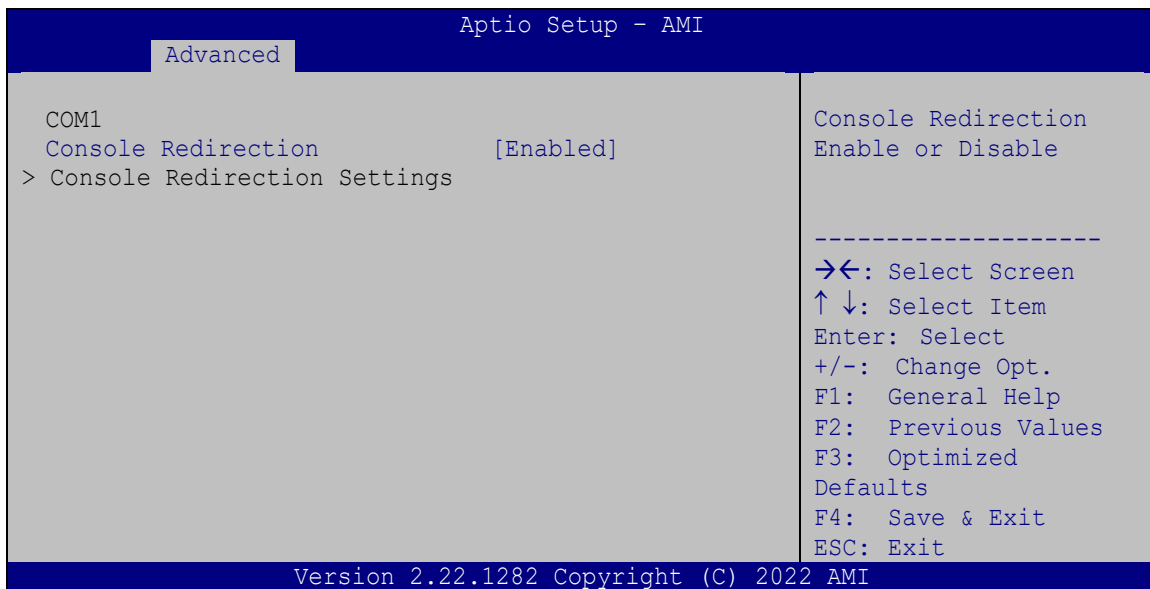 Aptio Setup – AMI
Advanced
COM1
Console Redirection [Enabled]
> Console Redirection Settings
Console Redirection
Enable or Disable
---------------------
→←: Select Screen
↑ ↓: Select Item
Enter: Select
+/-: Change Opt.
F1: General Help
F2: Previous Values
F3: Optimized
Defaults
F4: Save & Exit
ESC: Exit
Version 2.22.1282 Copyright (C) 2022 AMI